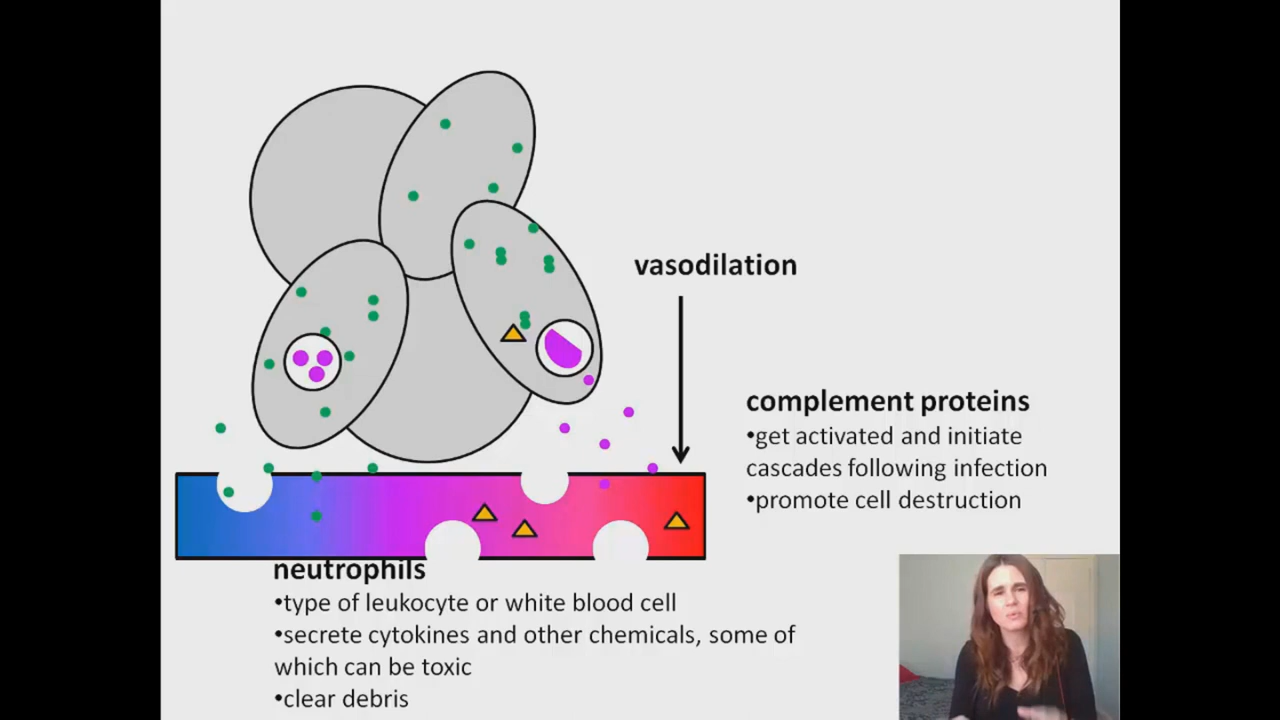 vasodilation
complement proteins
•get activated and initiate
cascades following infection
•promote cell destruction
neutrophils
•type of leukocyte or white blood cell
•secrete cytokines and other chemicals, some of
which can be toxic
•clear debris